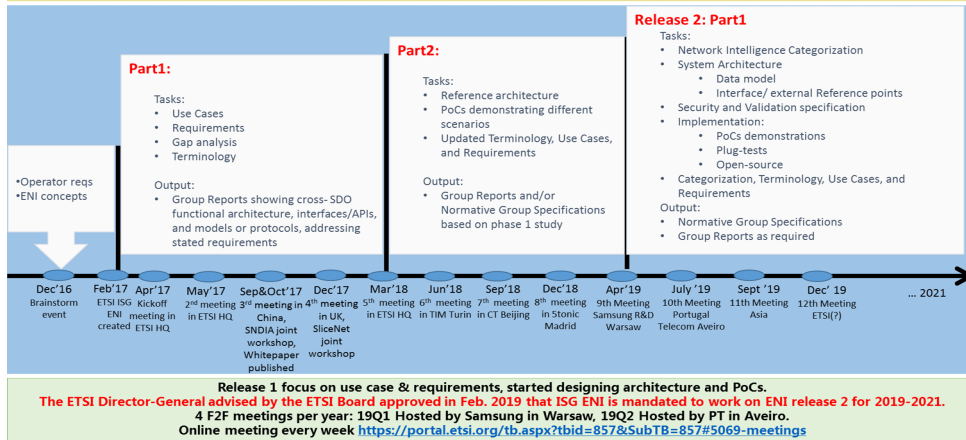 •Operator reqs
•ENI concepts
Part1:
Tasks:
• Use Cases
• Requirements
• Gap analysis
• Terminology
Output:
• Group Reports showing cross- SDO
functional architecture, interfaces/APIs,
and models or protocols, addressing
stated requirements
Part2:
Tasks:
• Reference architecture
• PoCs demonstrating different
scenarios
• Updated Terminology, Use Cases,
and Requirements
Output:
• Group Reports and/or
Normative Group Specifications
based on phase 1 study
Release 2: Part1
Tasks:
• Network Intelligence Categorization
• System Architecture
• Data model
• Interface/ external Reference points
• Security and Validation specification
• Implementation:
• PoCs demonstrations
• Plug-tests
• Open-source
• Categorization, Terminology, Use Cases, and
Requirements
Output:
• Normative Group Specifications
• Group Reports as required
Dec'16
Brainstorm
event
Feb'17
ETSI ISG
ENI
created
Apr'17
Kickoff
meeting in
ETSI HQ
May'17
2nd meeting
in ETSI HQ
Sep&Oct'17
3rd meeting in
China,
SNDIA joint
workshop,
Whitepaper
published
Dec'17
4th meeting
in UK,
SliceNet
joint
workshop
Mar'18
5th meeting
in ETSI HQ
Jun'18
6th meeting
in TIM Turin
Sep'18
7th meeting
in CT Beijing
Dec'18
8th meeting
in 5tonic
Madrid
Apr'19
9th Meeting
Samsung R&D
Warsaw
July '19
10th Meeting
Portugal
Telecom Aveiro
Sept '19
11th Meeting
Asia
Dec' 19
12th Meeting
ETSI(?)
... 2021
Release 1 focus on use case & requirements, started designing architecture and PoCs.
The ETSI Director-General advised by the ETSI Board approved in Feb. 2019 that ISG ENI is mandated to work on ENI release 2 for 2019-2021.
4 F2F meetings per year: 19Q1 Hosted by Samsung in Warsaw, 19Q2 Hosted by PT in Aveiro.
Online meeting every week https://portal.etsi.org/tb.aspx?tbid=857&SubTB=857#5069-meetings